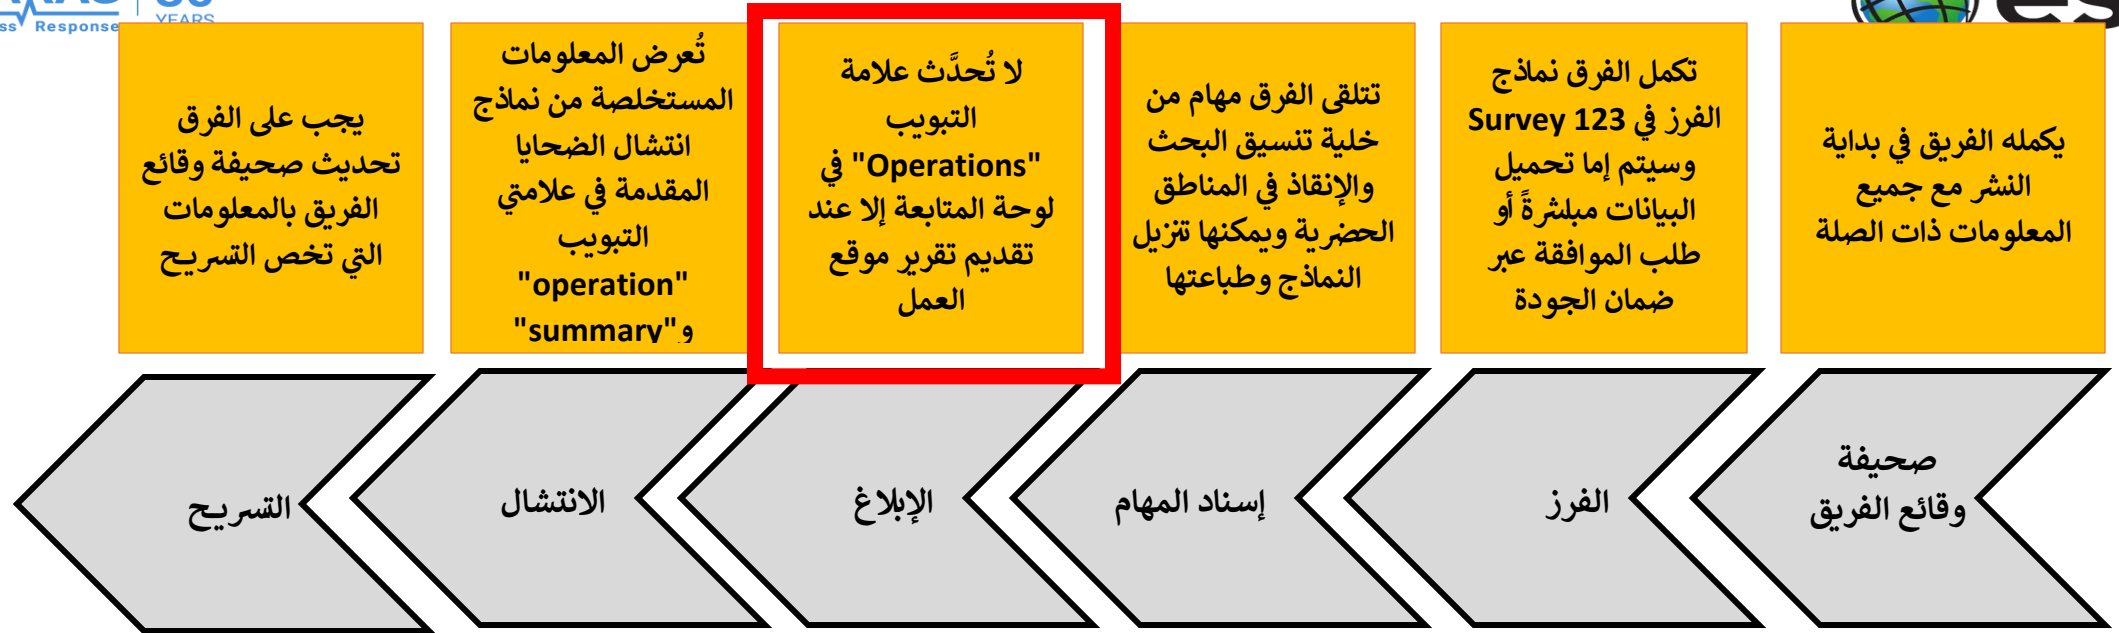 ss Response
YEARS
يكمله الفريق في بداية
النشر مع جميع
المعلومات ذات الصلة
تكمل الفرق نماذج
الفرز في Survey 123
وسيتم إما تحميل
البيانات مبلشرةً أو
طلب الموافقة عبر
ضمان الجودة
تتلقى الفرق مهام من
خلية تنسيق البحث
والإنقاذ في المناطق
الحضرية ويمكنها تنزيل
النماذج وطباعتها
لا تُحدَّث علامة
التبويب
"Operations" في
لوحة المتابعة إلا عند
تقديم تقرير موقع
العمل
تُعرض المعلومات
المستخلصة من نماذج
انتشال الضحايا
المقدمة في علامتي
التبويب
"operation"
و"summary"
يجب على الفرق
تحديث صحيفة وقائع
الفريق بالمعلومات
التي تخص التسريح
صحيفة
وقائع الفريق
الفرز
إسناد المهام
الإبلاغ
الانتشال
التسريح